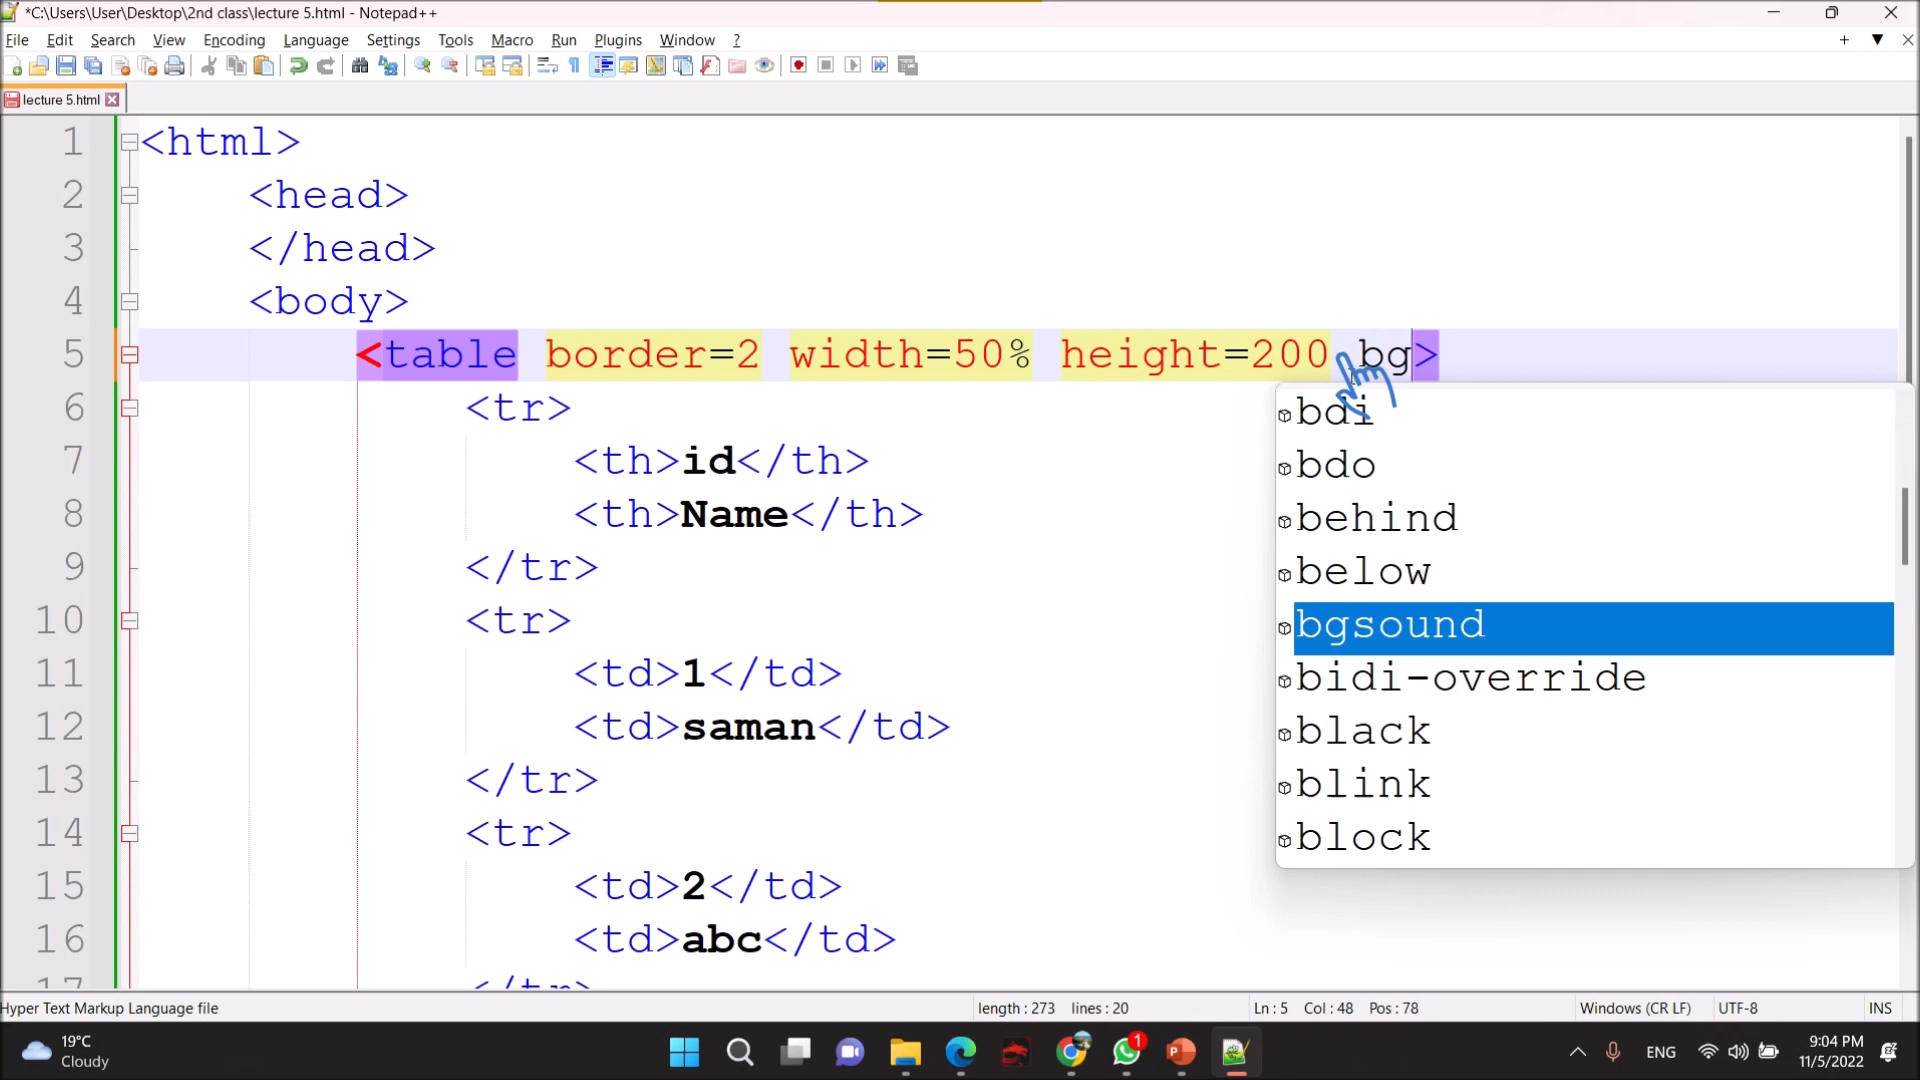 *C:\Users\User\Desktop\2nd class\lecture 5.html - Notepad++
File Edit Search View Encoding Language Settings Tools Macro Run Plugins Window ?
lecture 5.html
1 <html>
2 <head>
3 </head>
4 <body>
5 <table border=2 width=50% height=200 bg>
6 <tr>
7 <th>id</th>
8 <th>Name</th>
9 </tr>
10 <tr>
11 <td>1</td>
12 <td>saman</td>
13 </tr>
14 <tr>
15 <td>2</td>
16 <td>abc</td>
17 </tr>
bdi
bdo
behind
below
bgsound
bidi-override
black
blink
block
Hyper Text Markup Language file length : 273 lines : 20 Ln : 5 Col : 48 Pos : 78 Windows (CR LF) UTF-8 INS
19°C
Cloudy
1
ENG
9:04 PM
11/5/2022